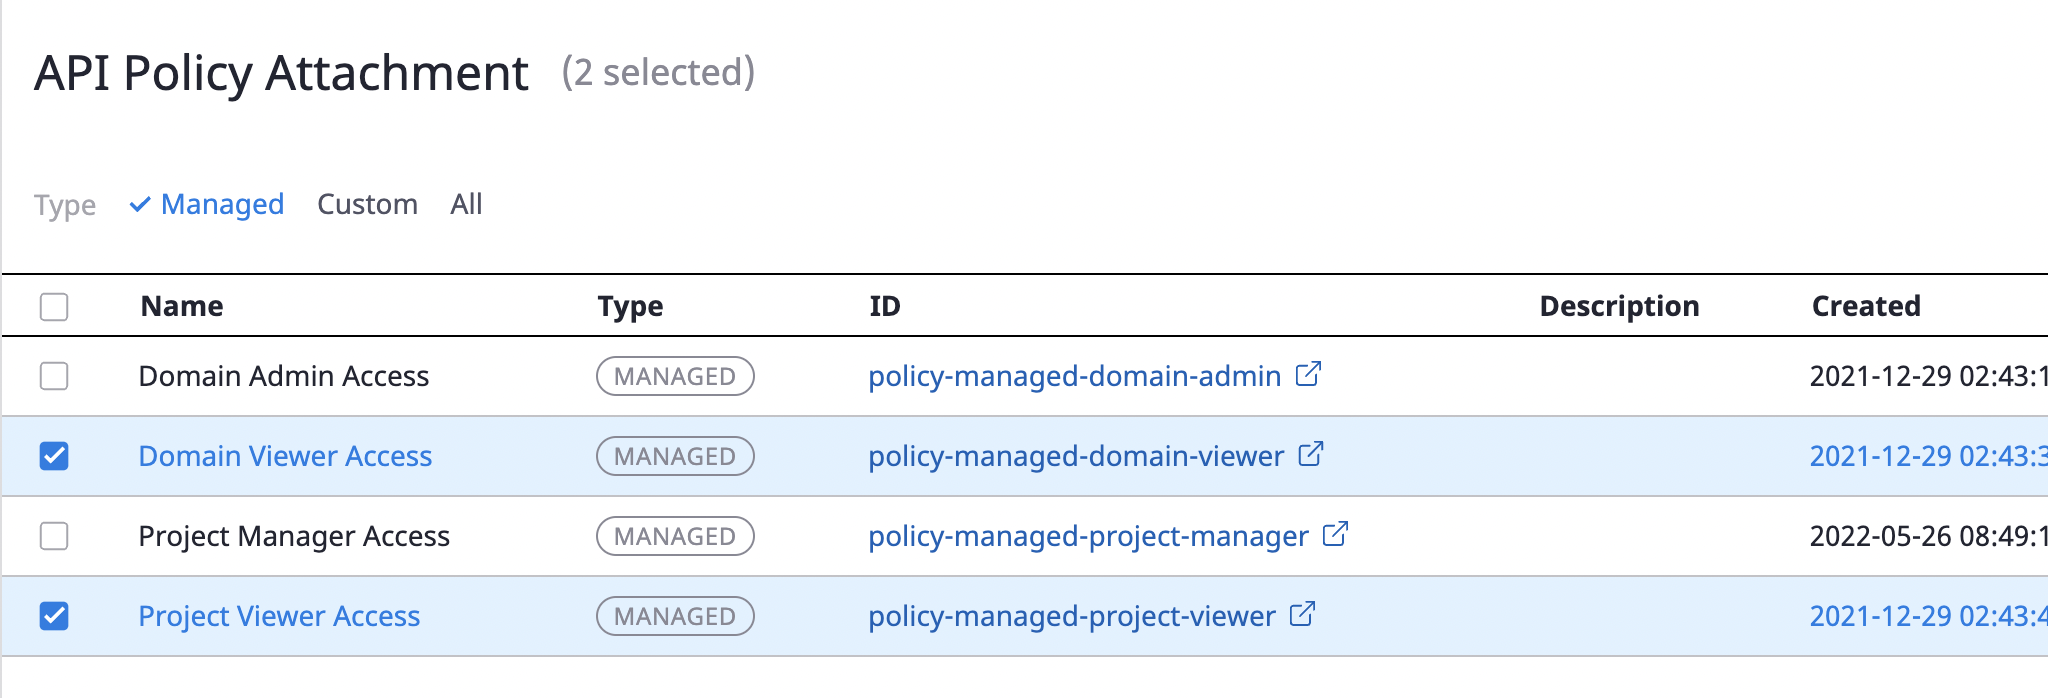 API Policy Attachment (2 selected)
Type Managed Custom All
Name Type ID Description Created
Domain Admin Access MANAGED policy-managed-domain-admin 2021-12-29 02:43:1
Domain Viewer Access MANAGED policy-managed-domain-viewer 2021-12-29 02:43:3
Project Manager Access MANAGED policy-managed-project-manager 2022-05-26 08:49:1
Project Viewer Access MANAGED policy-managed-project-viewer 2021-12-29 02:43:4